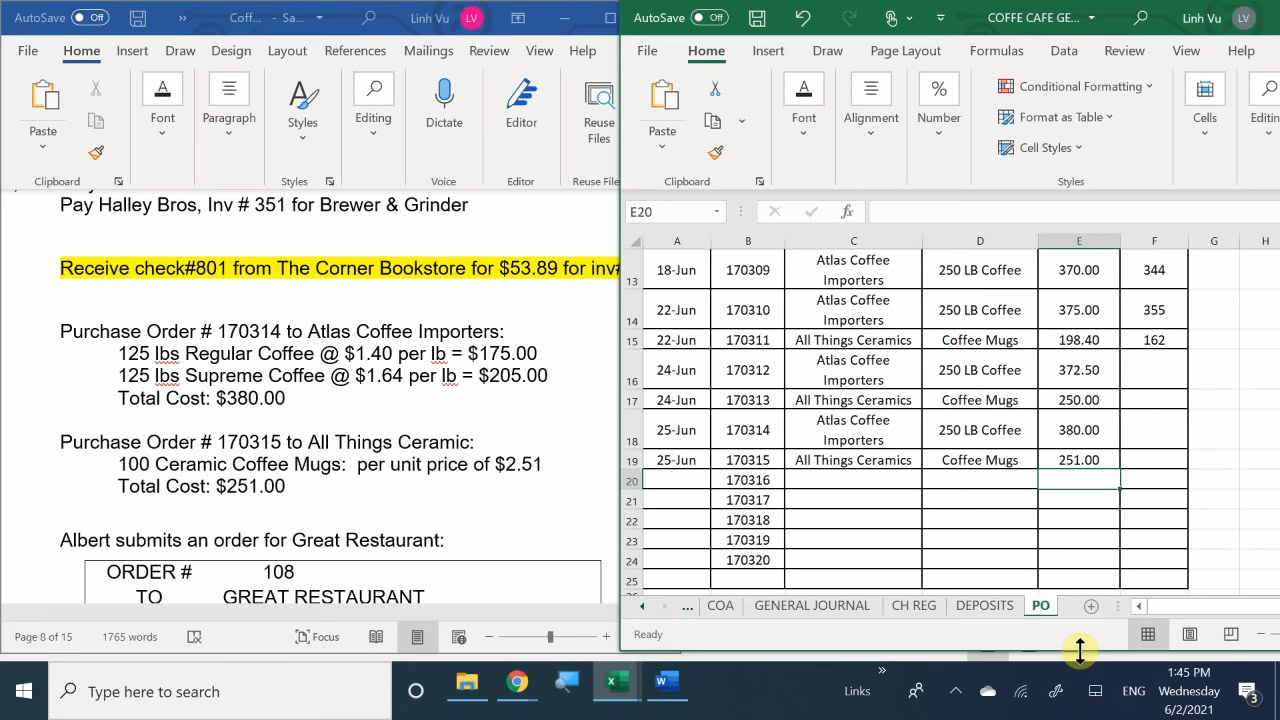 AutoSave Off » Coff... - Sa... Linh Vu LV
File Home Insert Draw Design Layout References Mailings Review View Help
Paste Font Paragraph Styles Editing Dictate Editor Reuse Files
Clipboard Styles Voice Editor Reuse File
Pay Halley Bros, Inv # 351 for Brewer & Grinder
Receive check#801 from The Corner Bookstore for $53.89 for inv#
Purchase Order # 170314 to Atlas Coffee Importers:
125 lbs Regular Coffee @ $1.40 per lb = $175.00
125 lbs Supreme Coffee @ $1.64 per lb = $205.00
Total Cost: $380.00
Purchase Order # 170315 to All Things Ceramic:
100 Ceramic Coffee Mugs: per unit price of $2.51
Total Cost: $251.00
Albert submits an order for Great Restaurant:
ORDER # 108
TO GREAT RESTAURANT
Page 8 of 15 1765 words Focus
AutoSave Off COFFE CAFE GE... Linh Vu LV
File Home Insert Draw Page Layout Formulas Data Review View Help
Paste Font Alignment Number Conditional Formatting Format as Table Cell Styles Cells Editin
Clipboard Styles
E20 fx
A B C D E F G H
13 18-Jun 170309 Atlas Coffee Importers 250 LB Coffee 370.00 344
14 22-Jun 170310 Atlas Coffee Importers 250 LB Coffee 375.00 355
15 22-Jun 170311 All Things Ceramics Coffee Mugs 198.40 162
16 24-Jun 170312 Atlas Coffee Importers 250 LB Coffee 372.50
17 24-Jun 170313 All Things Ceramics Coffee Mugs 250.00
18 25-Jun 170314 Atlas Coffee Importers 250 LB Coffee 380.00
19 25-Jun 170315 All Things Ceramics Coffee Mugs 251.00
20 170316
21 170317
22 170318
23 170319
24 170320
25
... COA GENERAL JOURNAL CH REG DEPOSITS PO
Ready
Type here to search Links » ENG 1:45 PM
Wednesday
6/2/2021 3